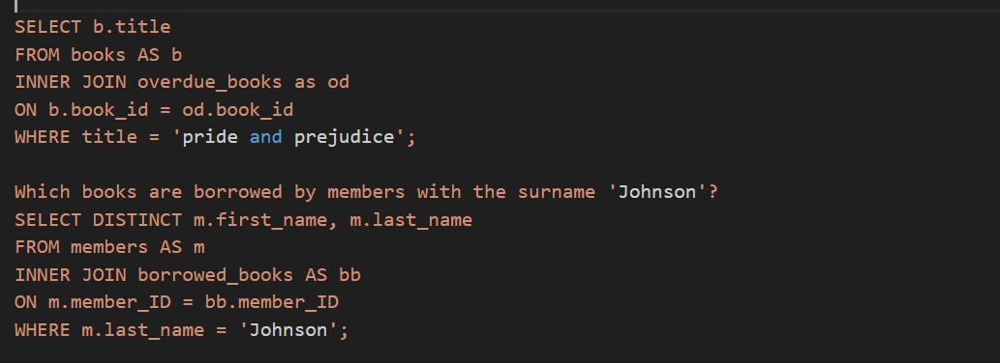 SELECT b.title
FROM books AS b
INNER JOIN overdue_books as od
ON b.book_id = od.book_id
WHERE title = 'pride and prejudice';
Which books are borrowed by members with the surname 'Johnson'?
SELECT DISTINCT m.first_name, m.last_name
FROM members AS m
INNER JOIN borrowed_books AS bb
ON m.member_ID = bb.member_ID
WHERE m.last_name = 'Johnson';